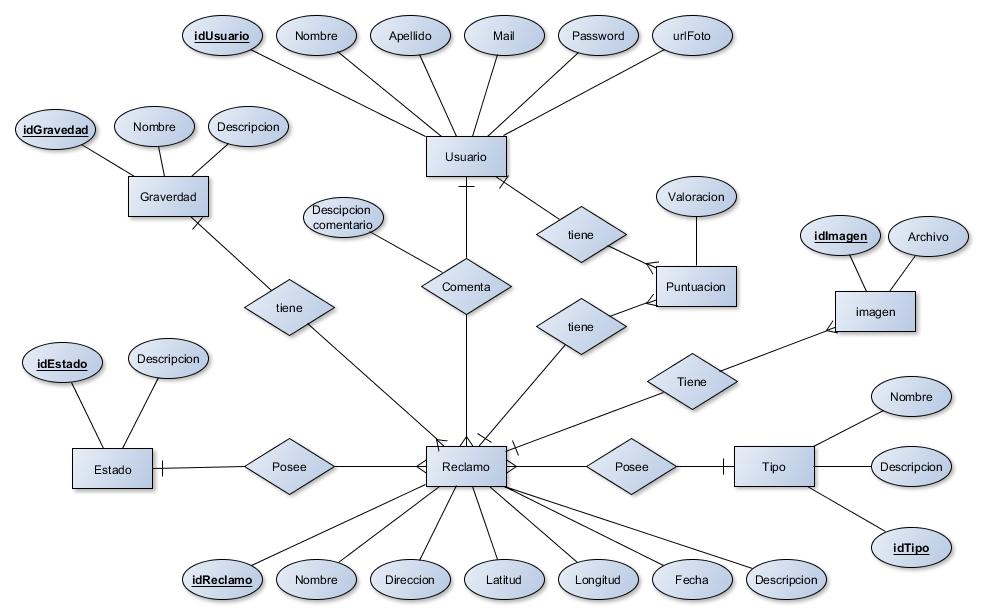 idUsuario
Nombre
Apellido
Mail
Password
urlFoto
idGravedad
Nombre
Descripcion
Usuario
Graverdad
Descipcion
comentario
Valoracion
tiene
idImagen
Archivo
Comenta
Puntuacion
tiene
tiene
imagen
idEstado
Descripcion
Tiene
Nombre
Estado
Posee
Reclamo
Posee
Tipo
Descripcion
idTipo
idReclamo
Nombre
Direccion
Latitud
Longitud
Fecha
Descripcion